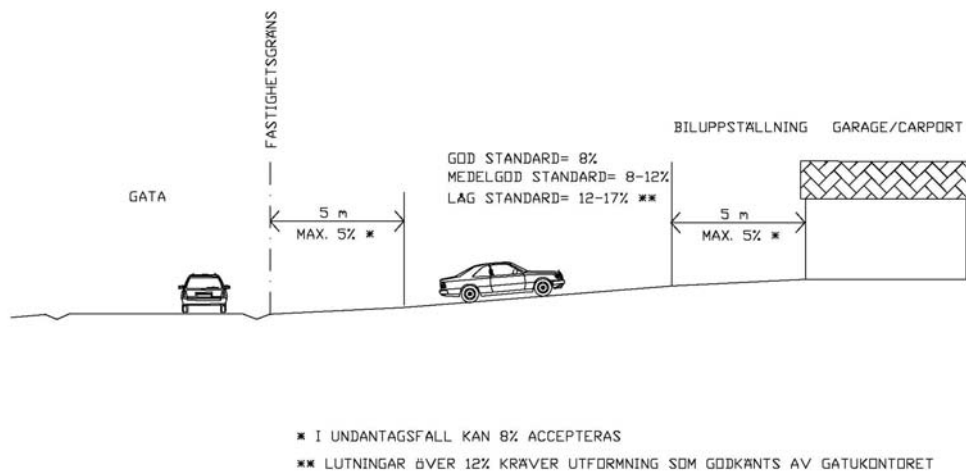 FASTIGHETSGRÄNS
BILUPPSTÄLLNING GARAGE/CARPORT
GOD STANDARD= 8%
MEDELGOD STANDARD= 8-12%
LÅG STANDARD= 12-17% **
GATA
5 m
MAX. 5% *
5 m
MAX. 5% *
* I UNDANTAGSFALL KAN 8% ACCEPTERAS
** LUTNINGAR ÖVER 12% KRÄVER UTFORMNING SOM GODKÄNTS AV GATUKONTORET